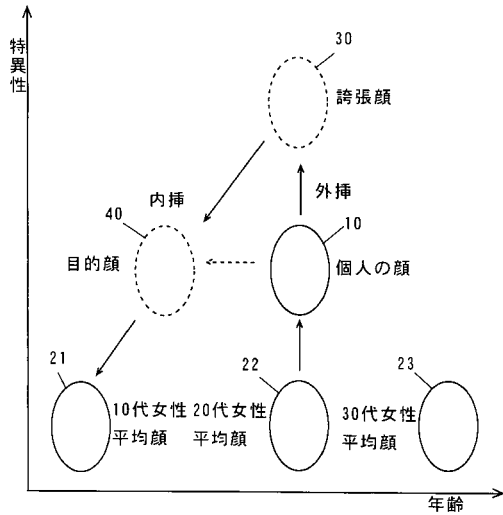 特異性
30
誇張顔
外挿
内挿
40
10
目的顔
個人の顔
21
22
23
10代女性
平均顔
20代女性
平均顔
30代女性
平均顔
年齢